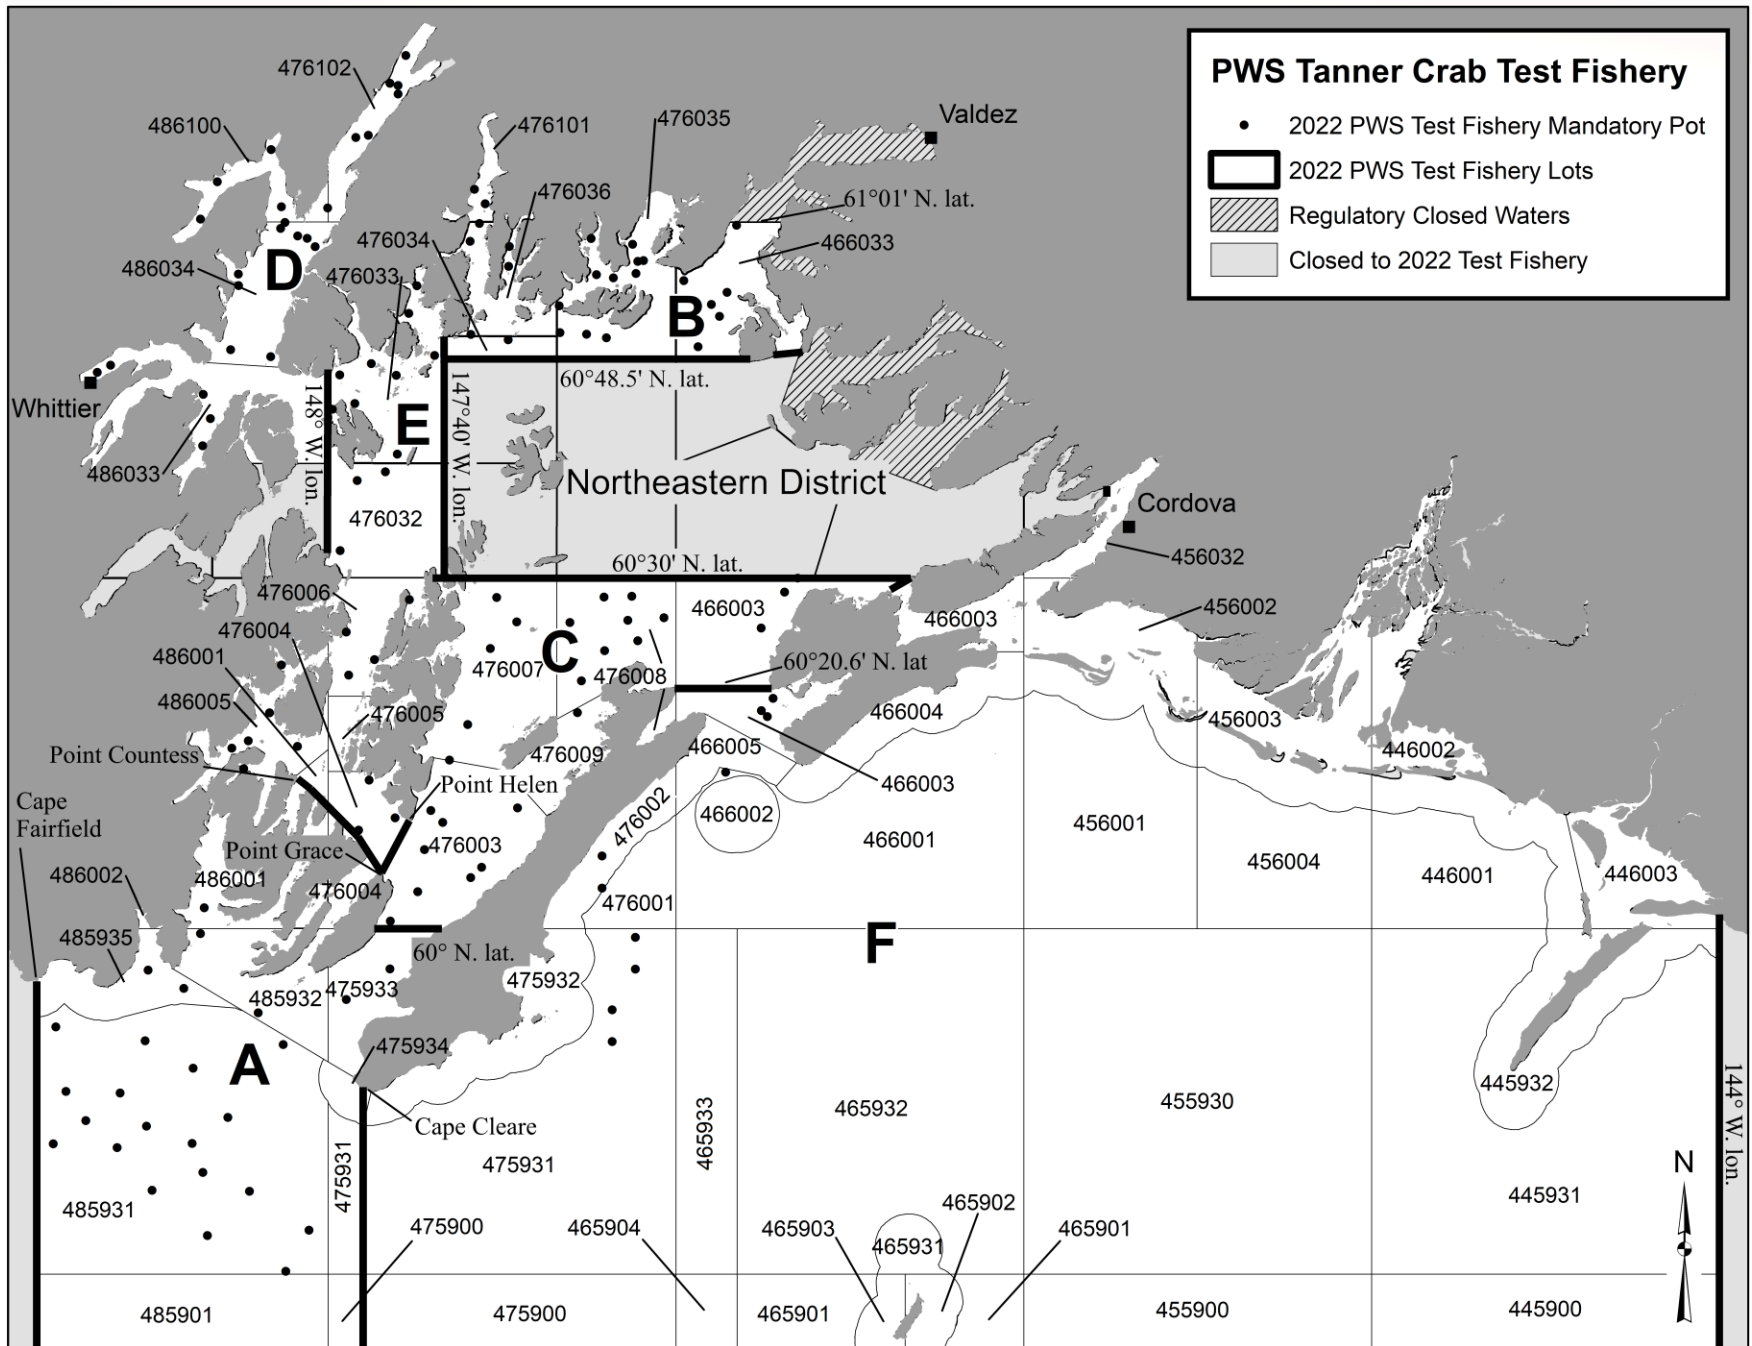 PWS Tanner Crab Test Fishery
2022 PWS Test Fishery Mandatory Pot
2022 PWS Test Fishery Lots
Regulatory Closed Waters
Closed to 2022 Test Fishery
476102
486100
476101
476035
Valdez
476036
61°01' N. lat.
476034
466033
486034
D
476033
B
60°48.5' N. lat.
Whittier
148° W. lon.
E
147°40' W. lon.
486033
Northeastern District
476032
Cordova
60°30' N. lat.
456032
476006
466003
466003
456002
476004
C
486001
476007
476008
60°20.6' N. lat
486005
476005
466004
456003
Point Countess
476009
466005
446002
Point Helen
466003
Cape
Fairfield
476002
466002
456001
466001
Point Grace
476003
456004
486002
486001
476004
476001
446001
446003
485935
F
60° N. lat.
485932
475933
475932
475934
A
445932
144° W. lon.
Cape Cleare
465933
465932
455930
475931
475931
N
485931
445931
475900
465904
465903
465902
465931
465901
485901
475900
465901
455900
445900